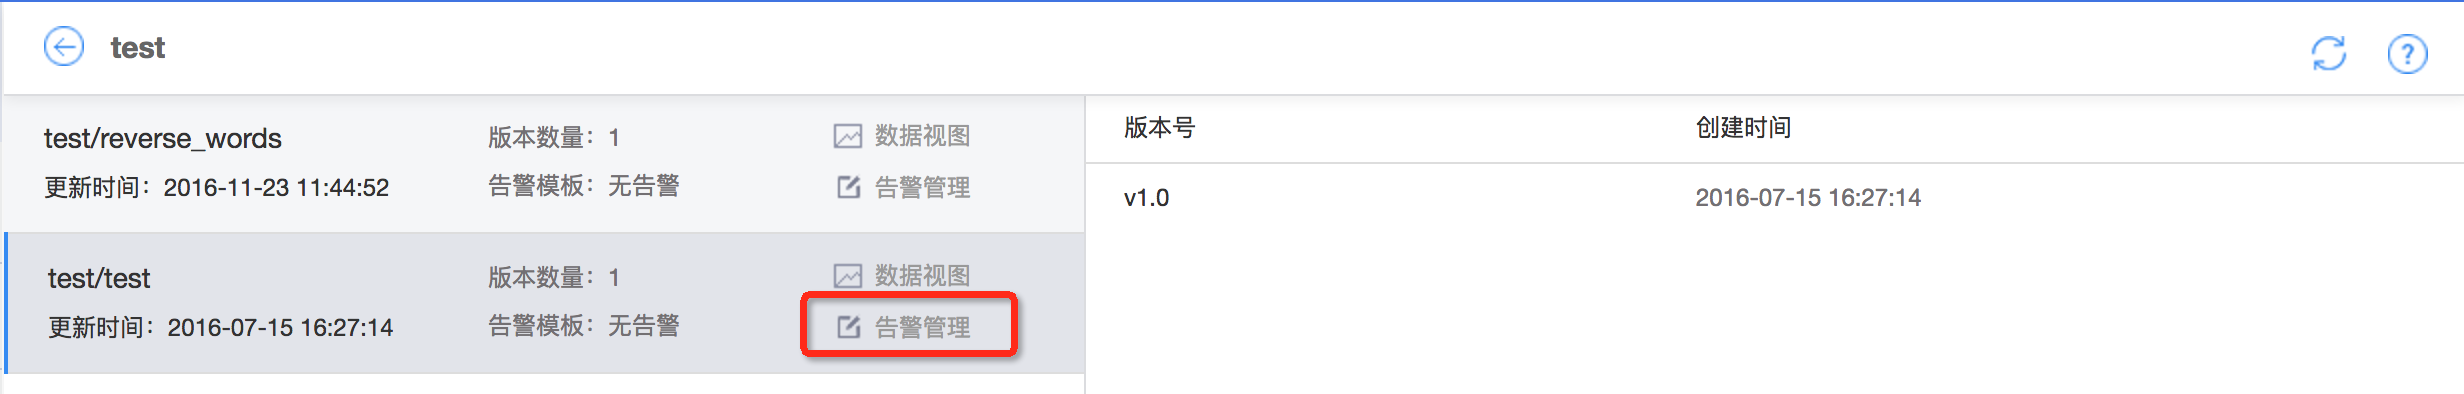 test
test/reverse_words 版本数量：1 数据视图
更新时间：2016-11-23 11:44:52 告警模板：无告警 告警管理
test/test 版本数量：1 数据视图
更新时间：2016-07-15 16:27:14 告警模板：无告警 告警管理
版本号 创建时间
v1.0 2016-07-15 16:27:14